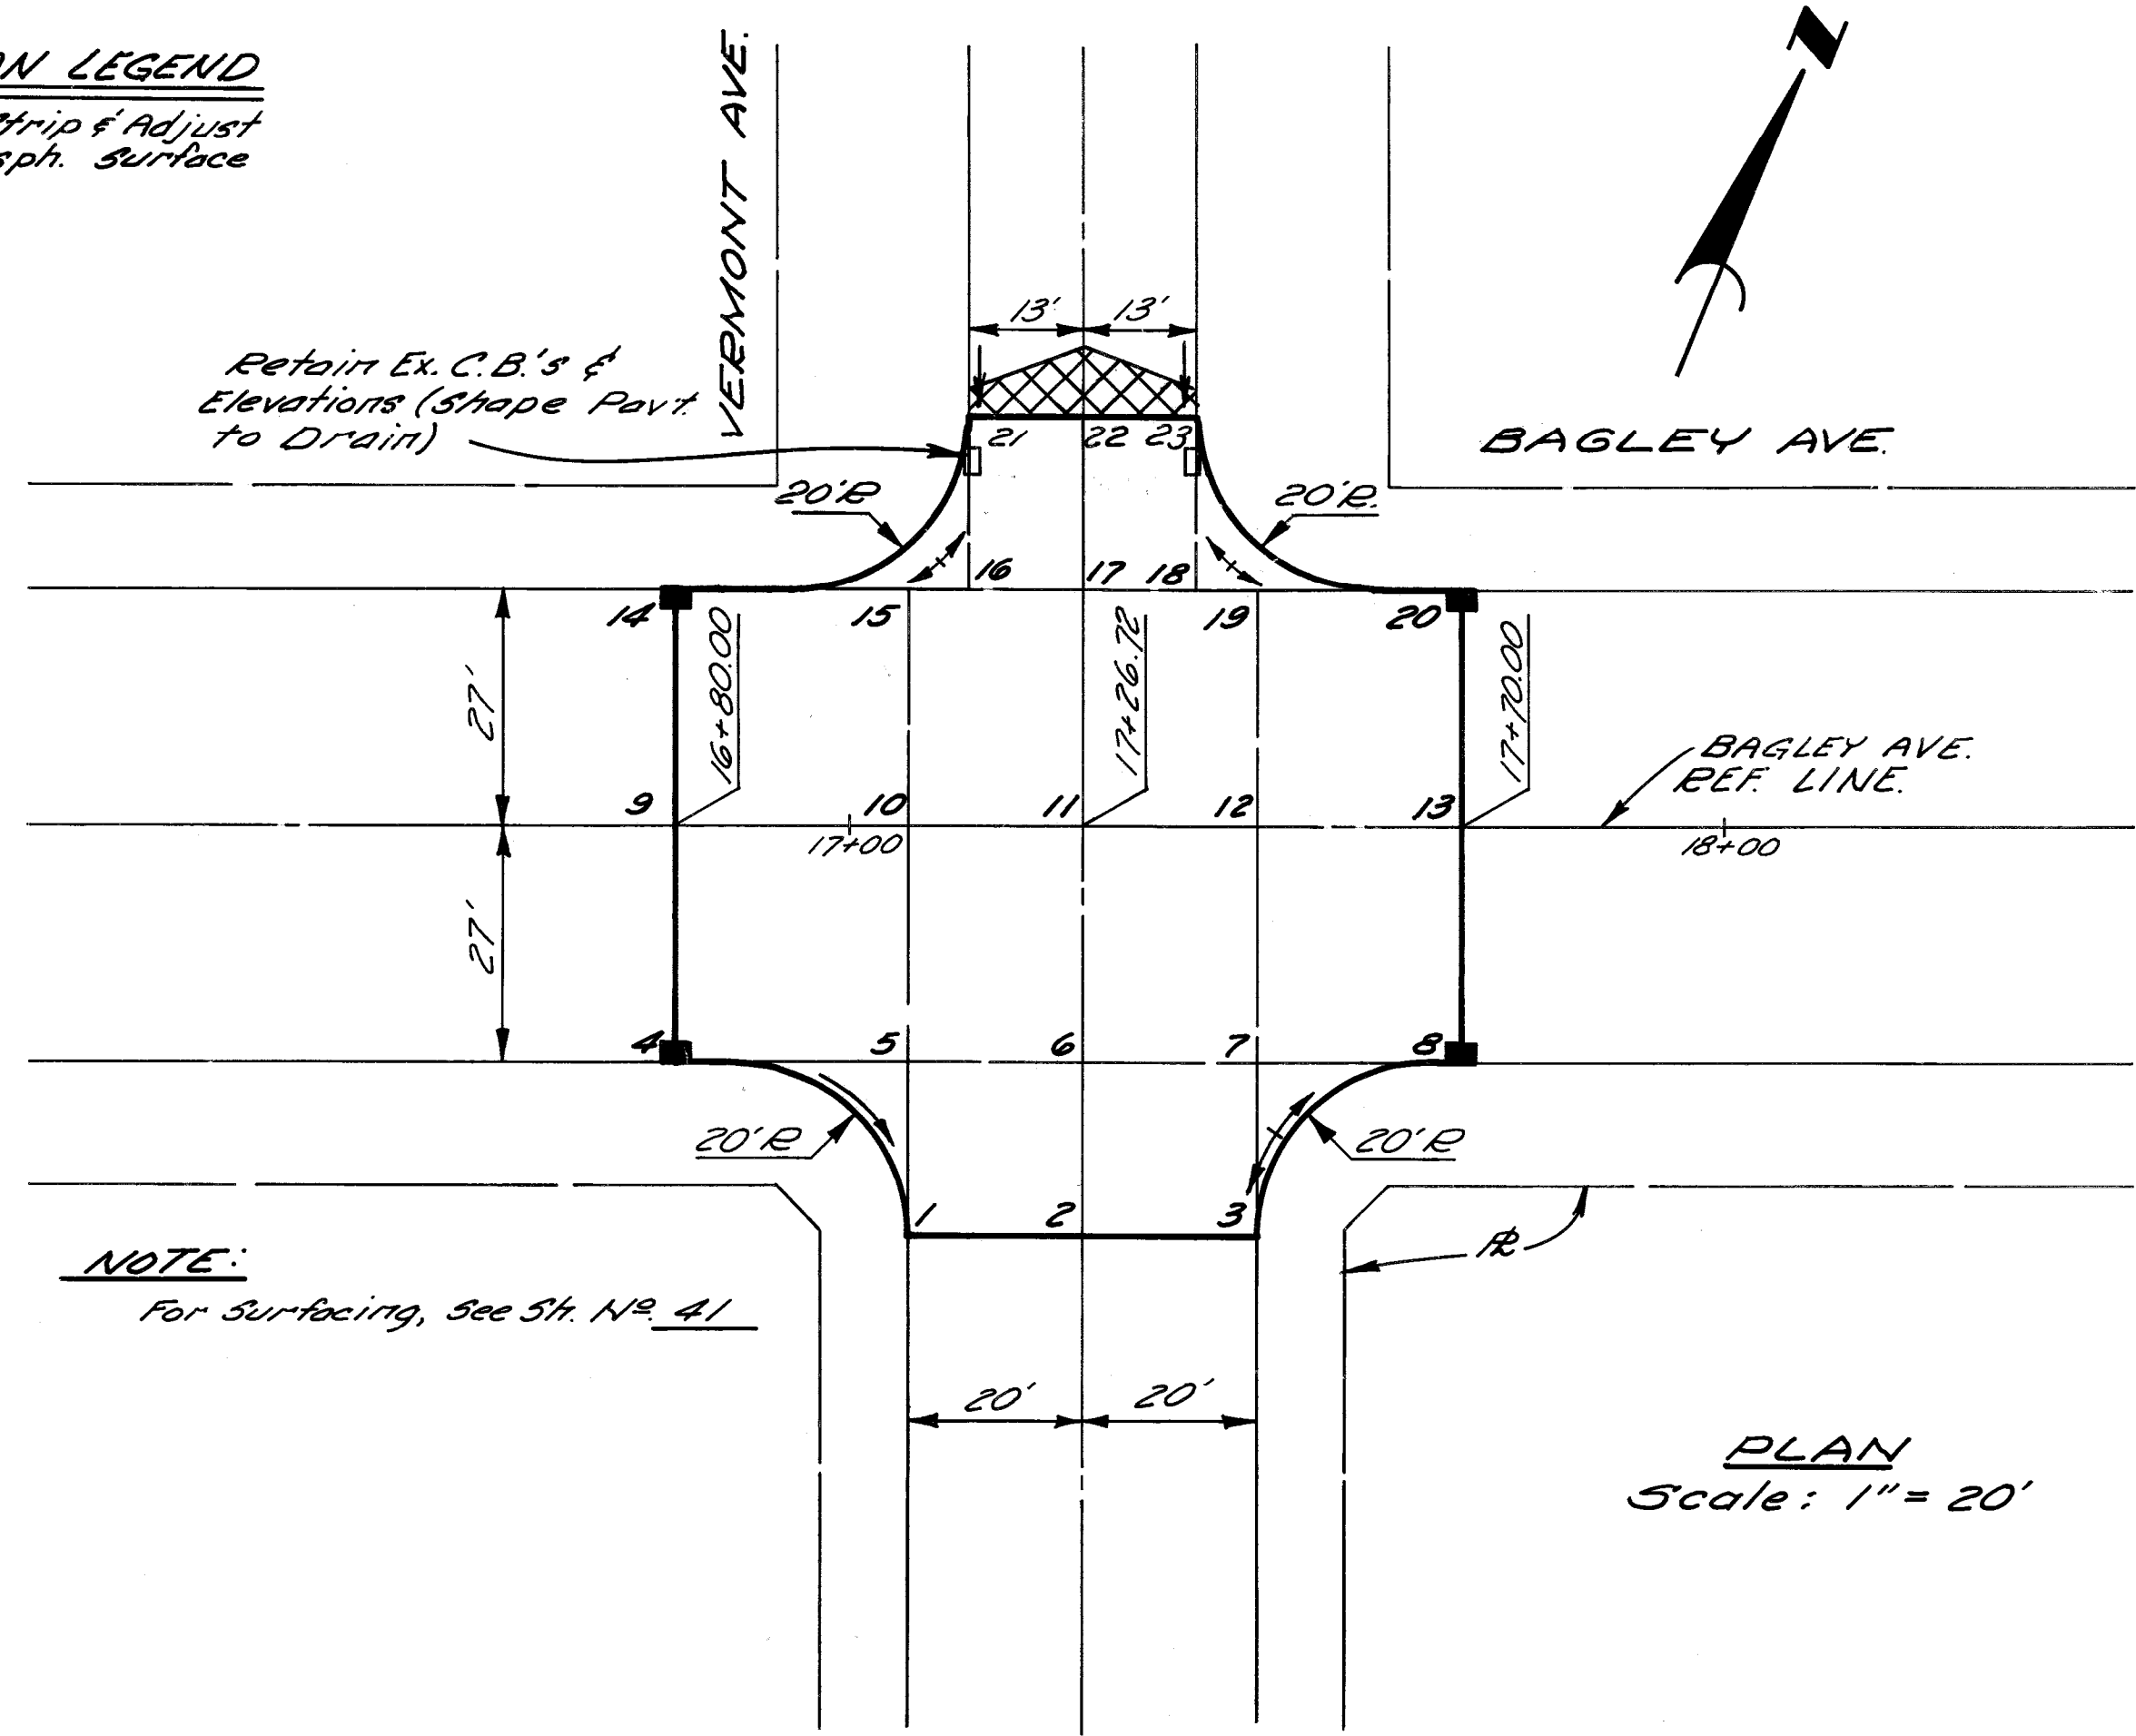 LEGEND
& Adjust
Surface
VERMONT AVE.
N
13' 13'
Retain Ex. C.B.'s &
Elevations (Shape Pav't.
to Drain)
21 22 23
BAGLEY AVE.
20'R
20'R.
16 17 18
14 15 19 20
16+80.00
17+26.72
17+70.00
27'
BAGLEY AVE.
REF. LINE.
9 10 11 12 13
17+00
18+00
27'
4 5 6 7 8
20'R
20'R
1 2 3
PL
NOTE:
For Surfacing, See Sh. Nº. 41
20' 20'
PLAN
Scale: 1" = 20'